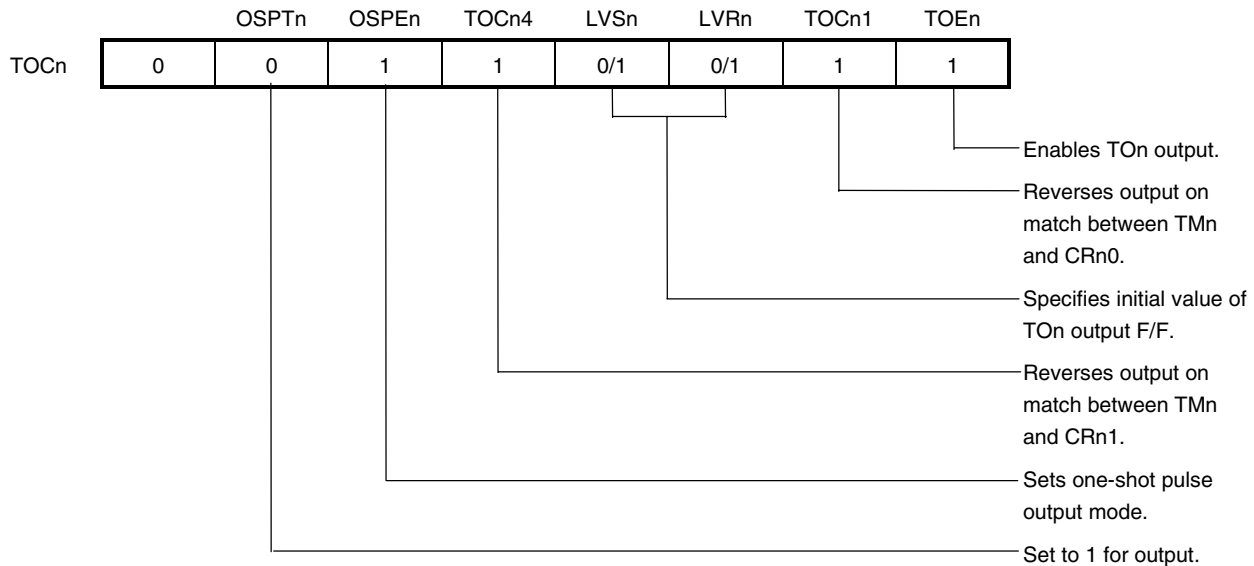 OSPTn OSPEn TOCn4 LVSn LVRn TOCn1 TOEn
TOCn 0 0 1 1 0/1 0/1 1 1
Enables TOn output.
Reverses output on
match between TMn
and CRn0.
Specifies initial value of
TOn output F/F.
Reverses output on
match between TMn
and CRn1.
Sets one-shot pulse
output mode.
Set to 1 for output.